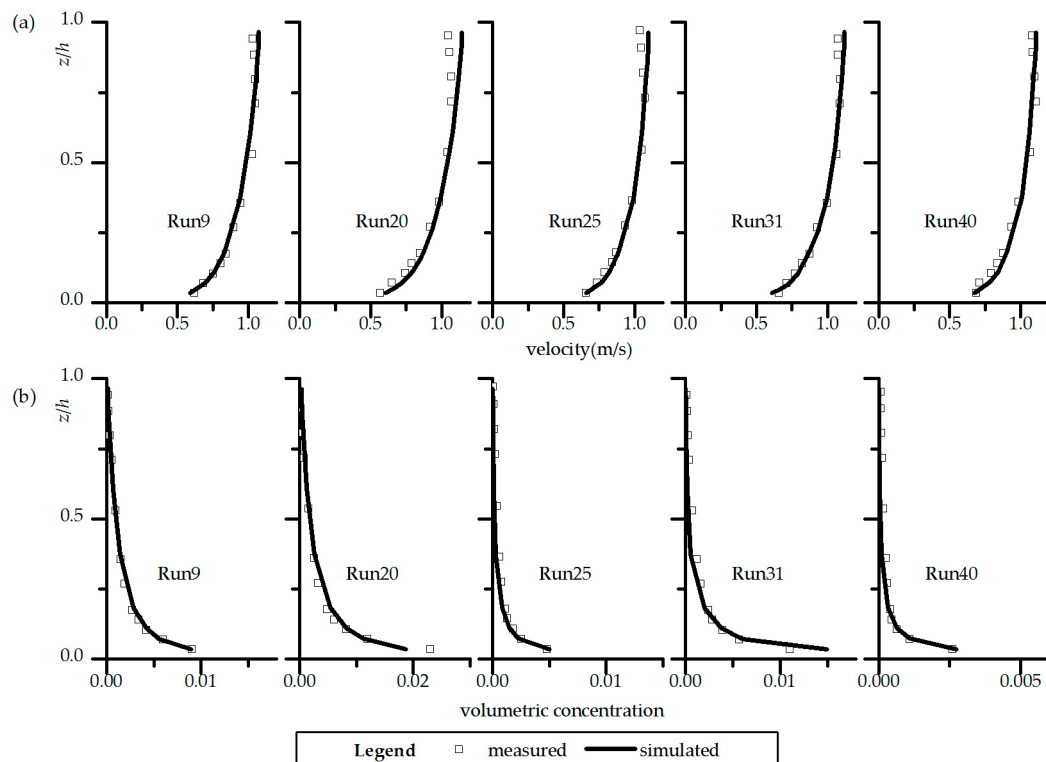 (a)
z/h
1.0
0.5
0.0
Run9
Run20
Run25
Run31
Run40
0.0 0.5 1.0 0.0 0.5 1.0 0.0 0.5 1.0 0.0 0.5 1.0 0.0 0.5 1.0
velocity(m/s)
(b)
z/h
1.0
0.5
0.0
Run9
Run20
Run25
Run31
Run40
0.00 0.01 0.00 0.02 0.00 0.01 0.00 0.01 0.000 0.005
volumetric concentration
Legend measured simulated